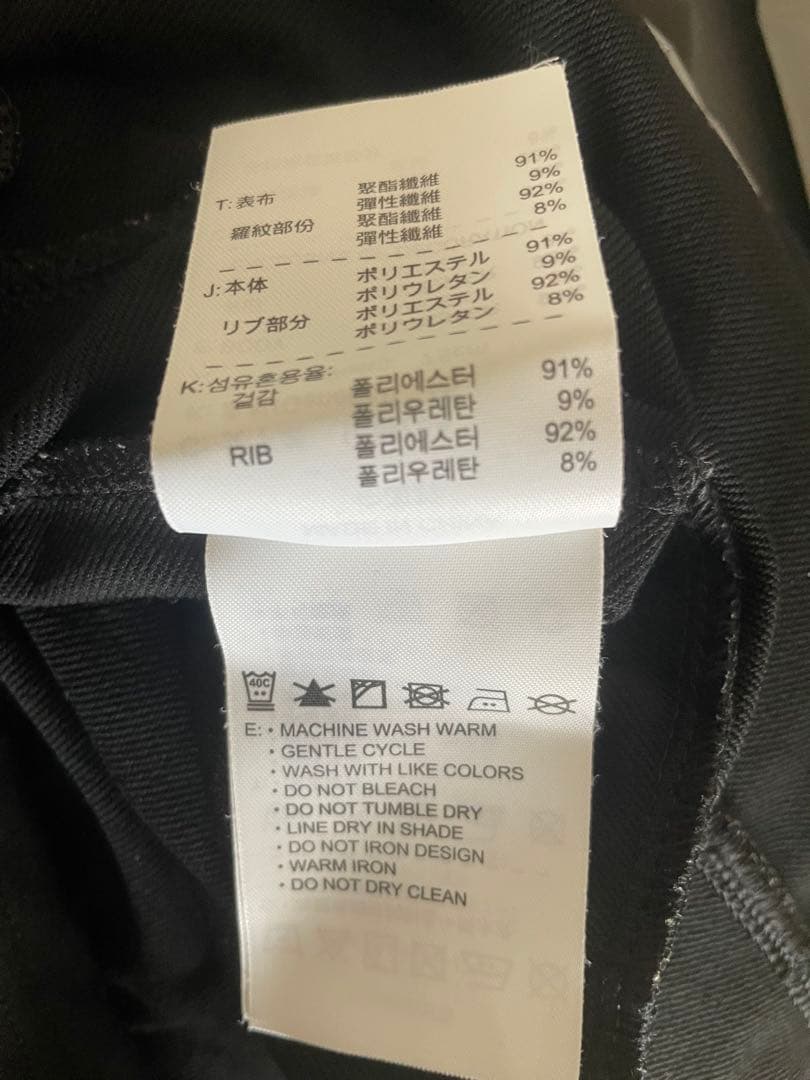 T: 表布 聚酯纖維 91%
彈性纖維 9%
羅紋部份 聚酯纖維 92%
彈性纖維 8%
J: 本体 ポリエステル 91%
ポリウレタン 9%
リブ部分 ポリエステル 92%
ポリウレタン 8%
K: 섬유혼용율:
겉감 폴리에스터 91%
폴리우레탄 9%
RIB 폴리에스터 92%
폴리우레탄 8%
40C
E: • MACHINE WASH WARM
• GENTLE CYCLE
• WASH WITH LIKE COLORS
• DO NOT BLEACH
• DO NOT TUMBLE DRY
• LINE DRY IN SHADE
• DO NOT IRON DESIGN
• WARM IRON
• DO NOT DRY CLEAN